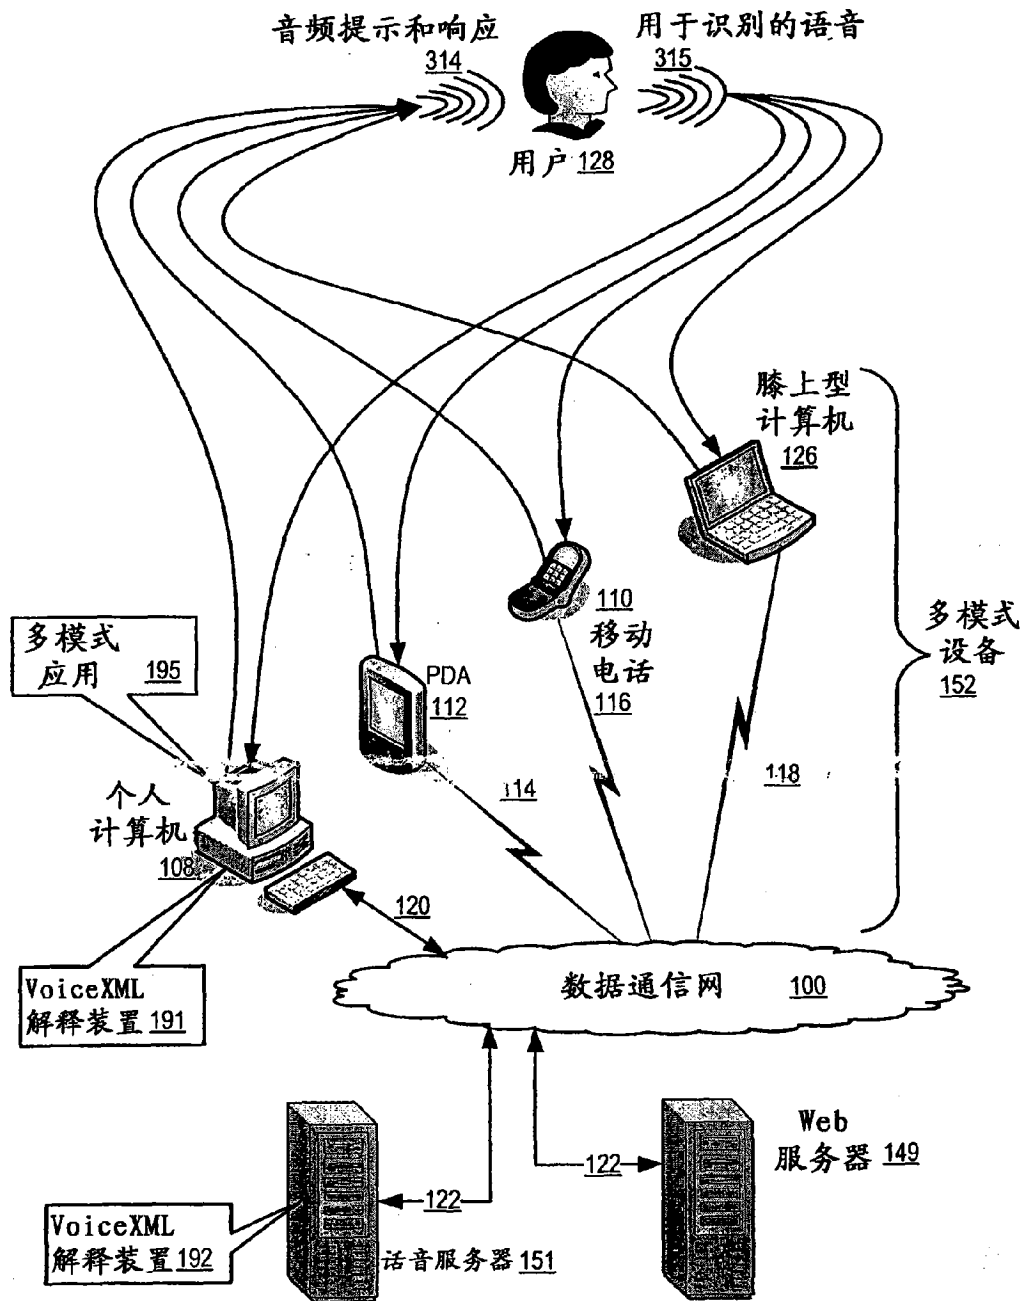 音频提示和响应
314
用于识别的语音
315
用户 128
膝上型
计算机
126
110
移动
电话
116
多模式
设备
152
多模式
应用 195
PDA
112
114
118
个人
计算机
108
120
VoiceXML
解释装置 191
数据通信网 100
Web
服务器 149
122
122
VoiceXML
解释装置 192
话音服务器 151